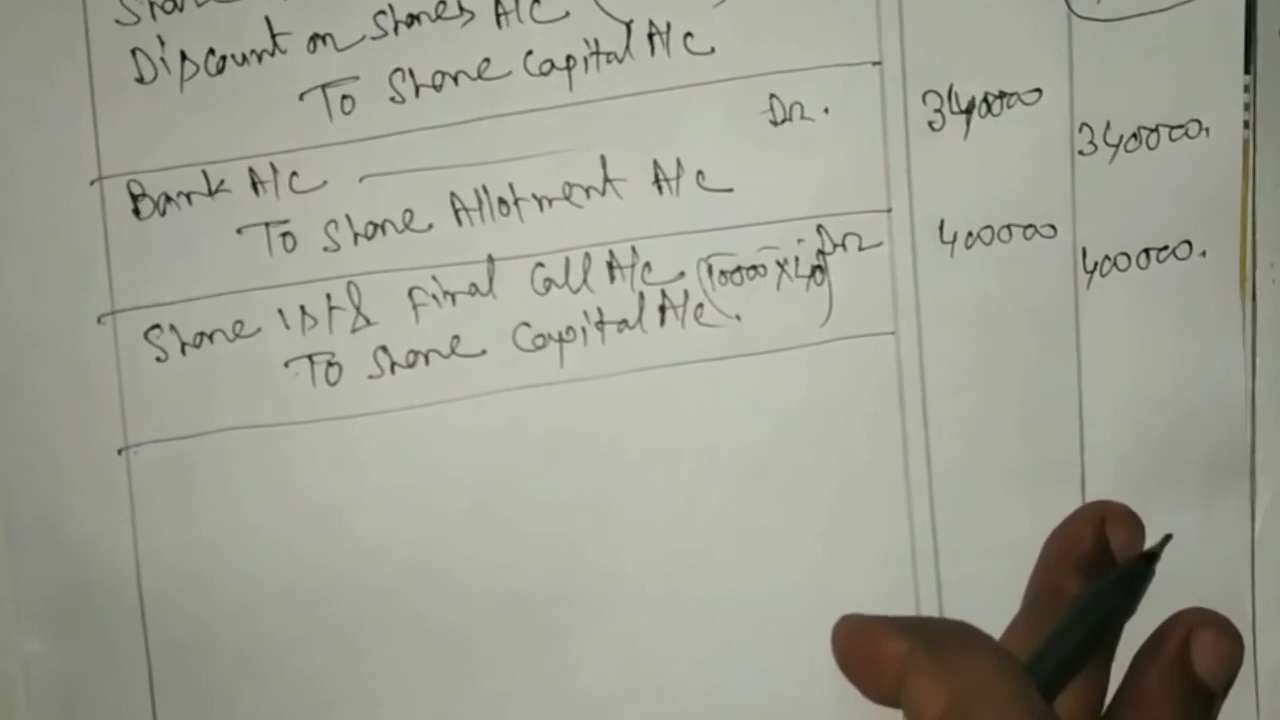 Discount on Shares A/c
To Share Capital A/c
Bank A/c Dr. 340000
To Share Allotment A/c 340000.
Share 1st & Final Call A/c (10000 X 40) Dr 400000
To Share Capital A/c. 400000.